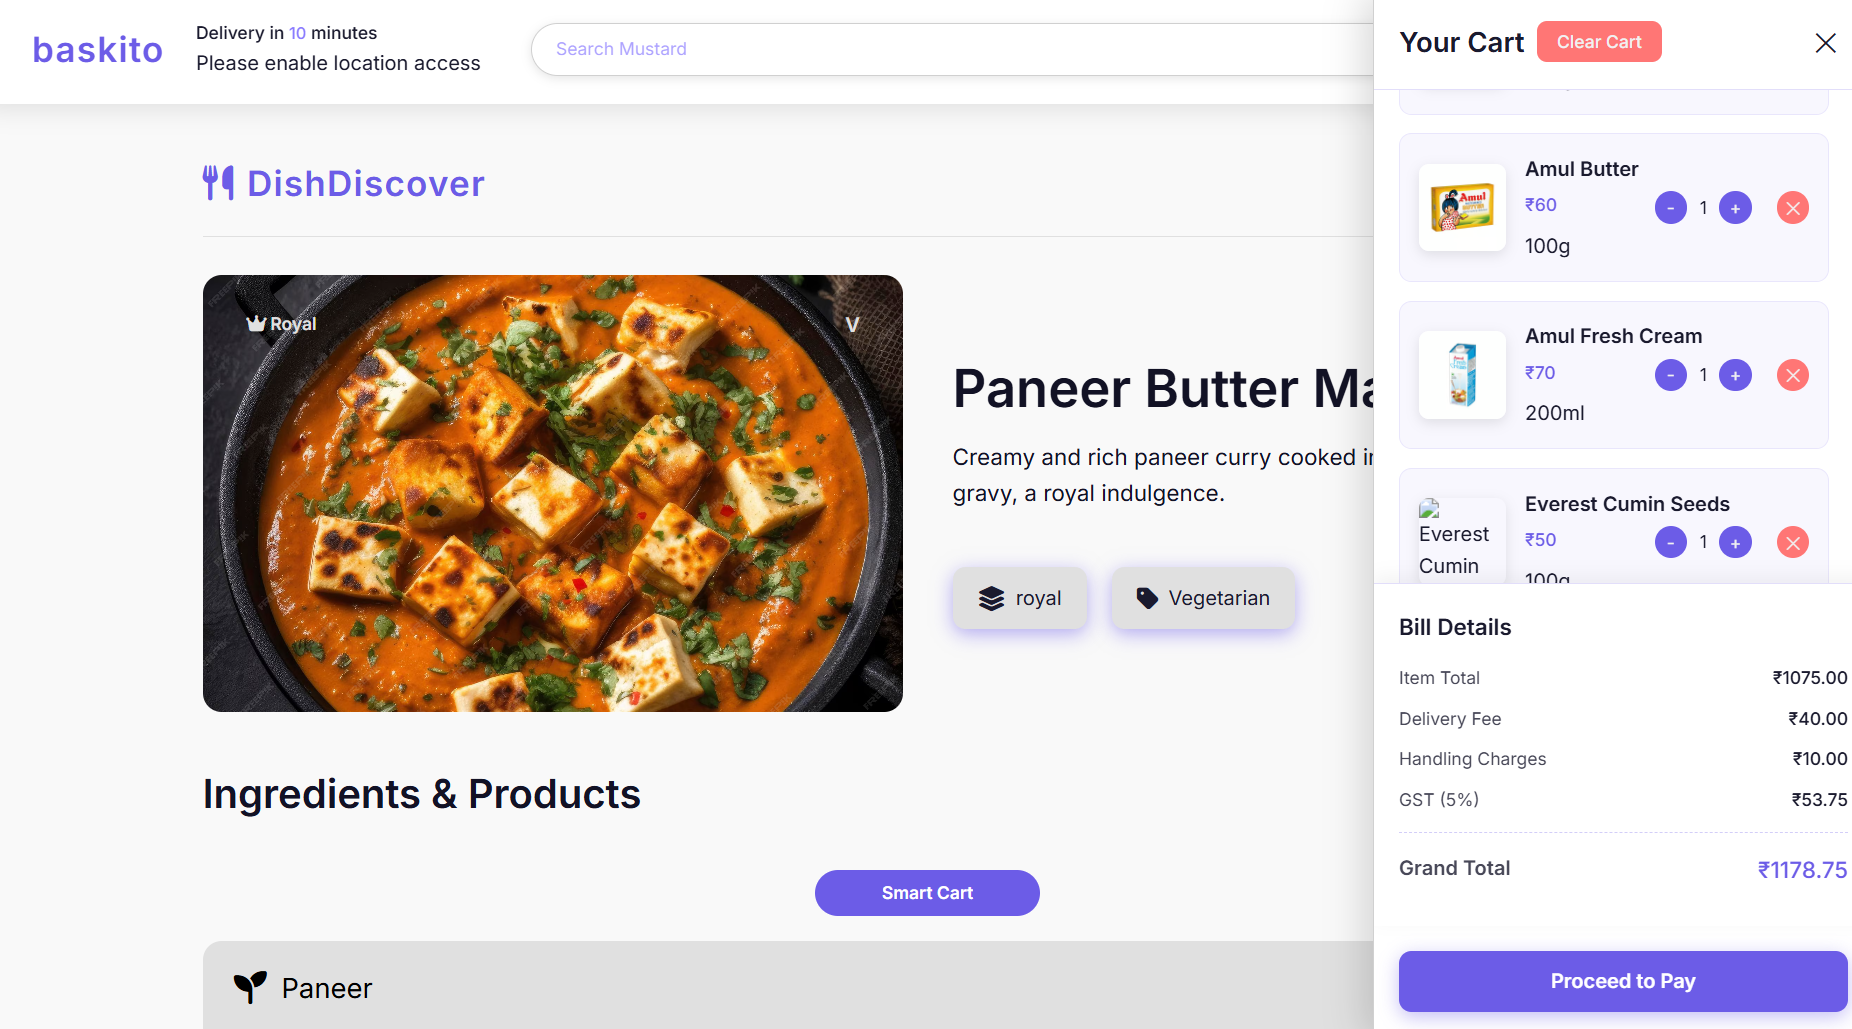 baskito
Delivery in 10 minutes
Please enable location access
Search Mustard
DishDiscover
Royal
V
Paneer Butter Ma
Creamy and rich paneer curry cooked i
gravy, a royal indulgence.
royal
Vegetarian
Ingredients & Products
Smart Cart
Paneer
Your Cart
Clear Cart
Amul Butter
₹60
- 1 +
100g
Amul
Amul Fresh Cream
₹70
- 1 +
200ml
Everest Cumin Seeds
₹50
- 1 +
100g
Everest
Cumin
Bill Details
Item Total ₹1075.00
Delivery Fee ₹40.00
Handling Charges ₹10.00
GST (5%) ₹53.75
Grand Total ₹1178.75
Proceed to Pay